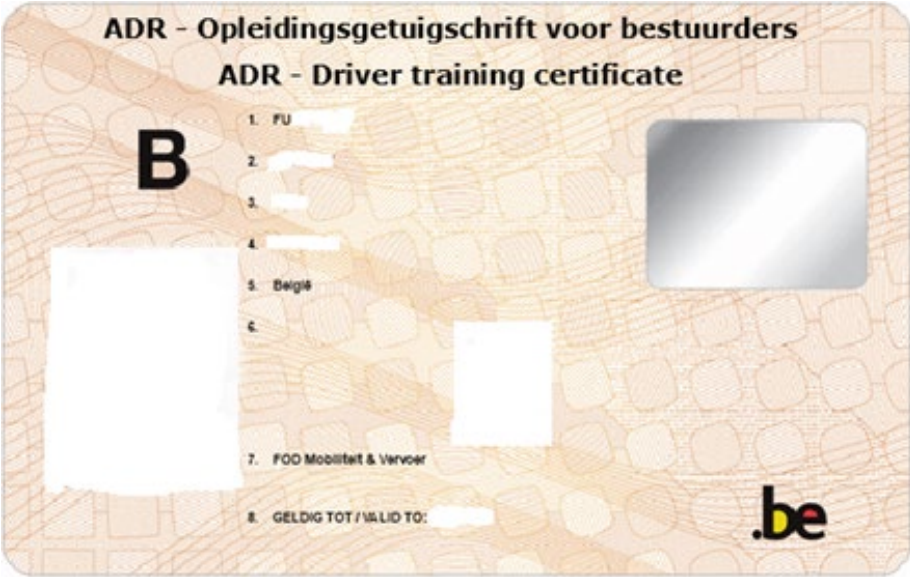 ADR - Opleidingsgetuigschrift voor bestuurders
ADR - Driver training certificate
B
1. FU
2.
3.
4.
5. België
6.
7. FOD Mobiliteit & Vervoer
8. GELDIG TOT / VALID TO:
.be